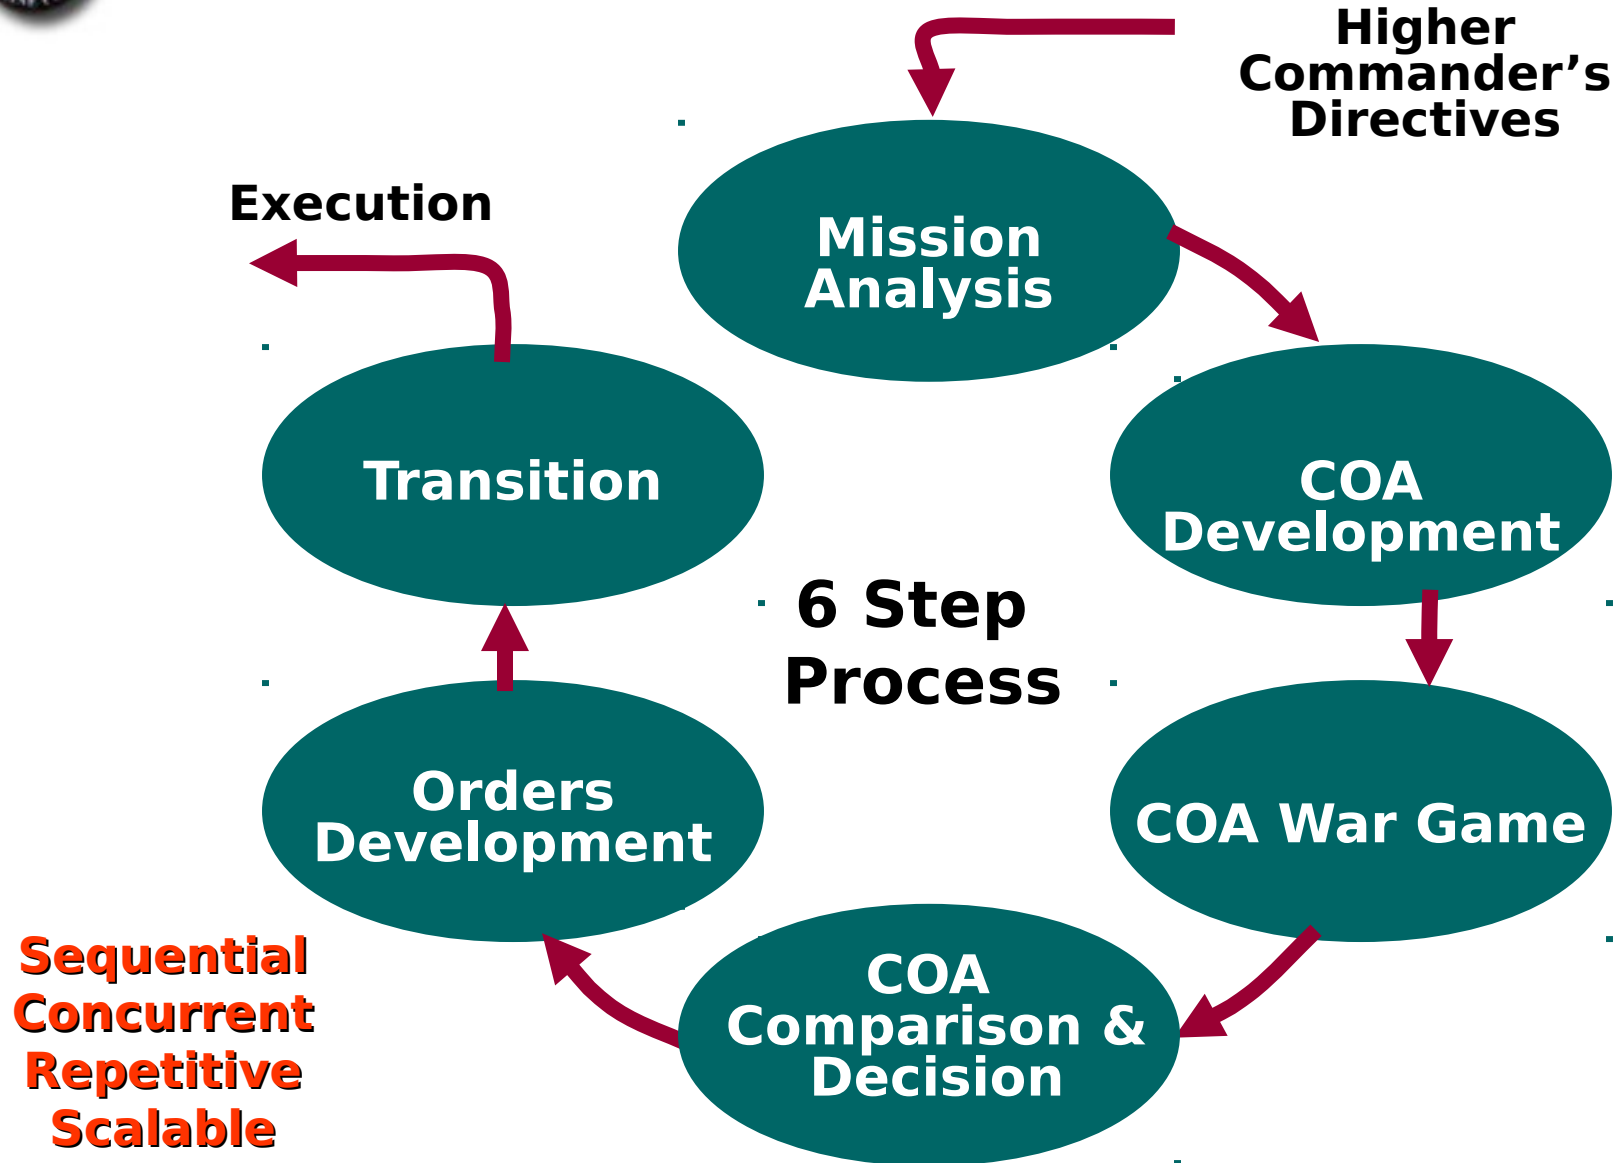 Higher
Commander’s
Directives
Execution
Mission
Analysis
Transition
COA
Development
6 Step
Process
Orders
Development
COA War Game
COA
Comparison &
Decision
Sequential
Concurrent
Repetitive
Scalable